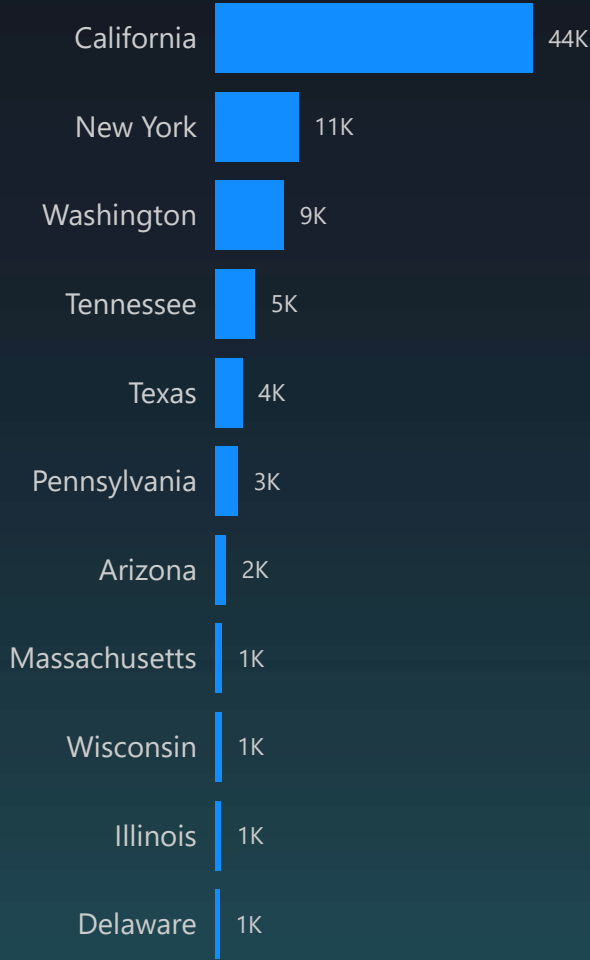 California 44K
New York 11K
Washington 9K
Tennessee 5K
Texas 4K
Pennsylvania 3K
Arizona 2K
Massachusetts 1K
Wisconsin 1K
Illinois 1K
Delaware 1K